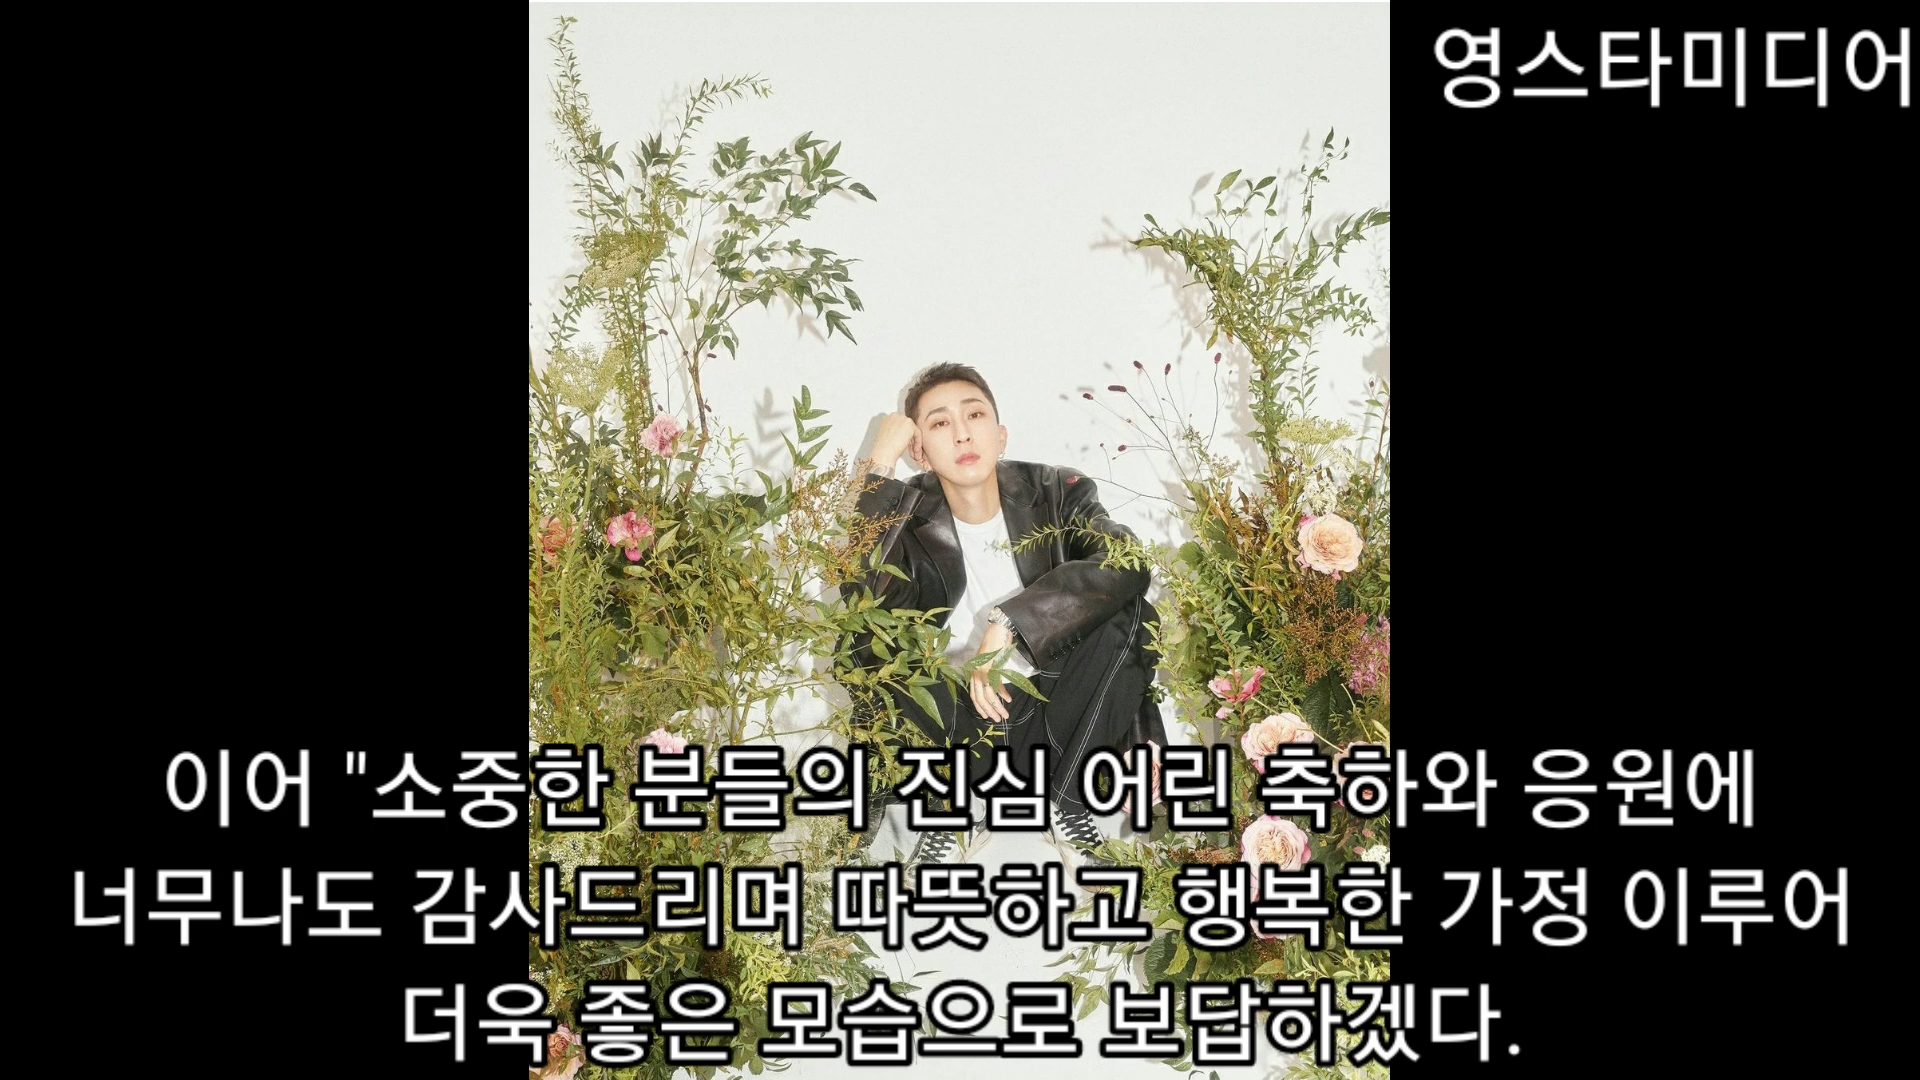 영스타미디어
이어 "소중한 분들의 진심 어린 축하와 응원에
너무나도 감사드리며 따뜻하고 행복한 가정 이루어
더욱 좋은 모습으로 보답하겠다.